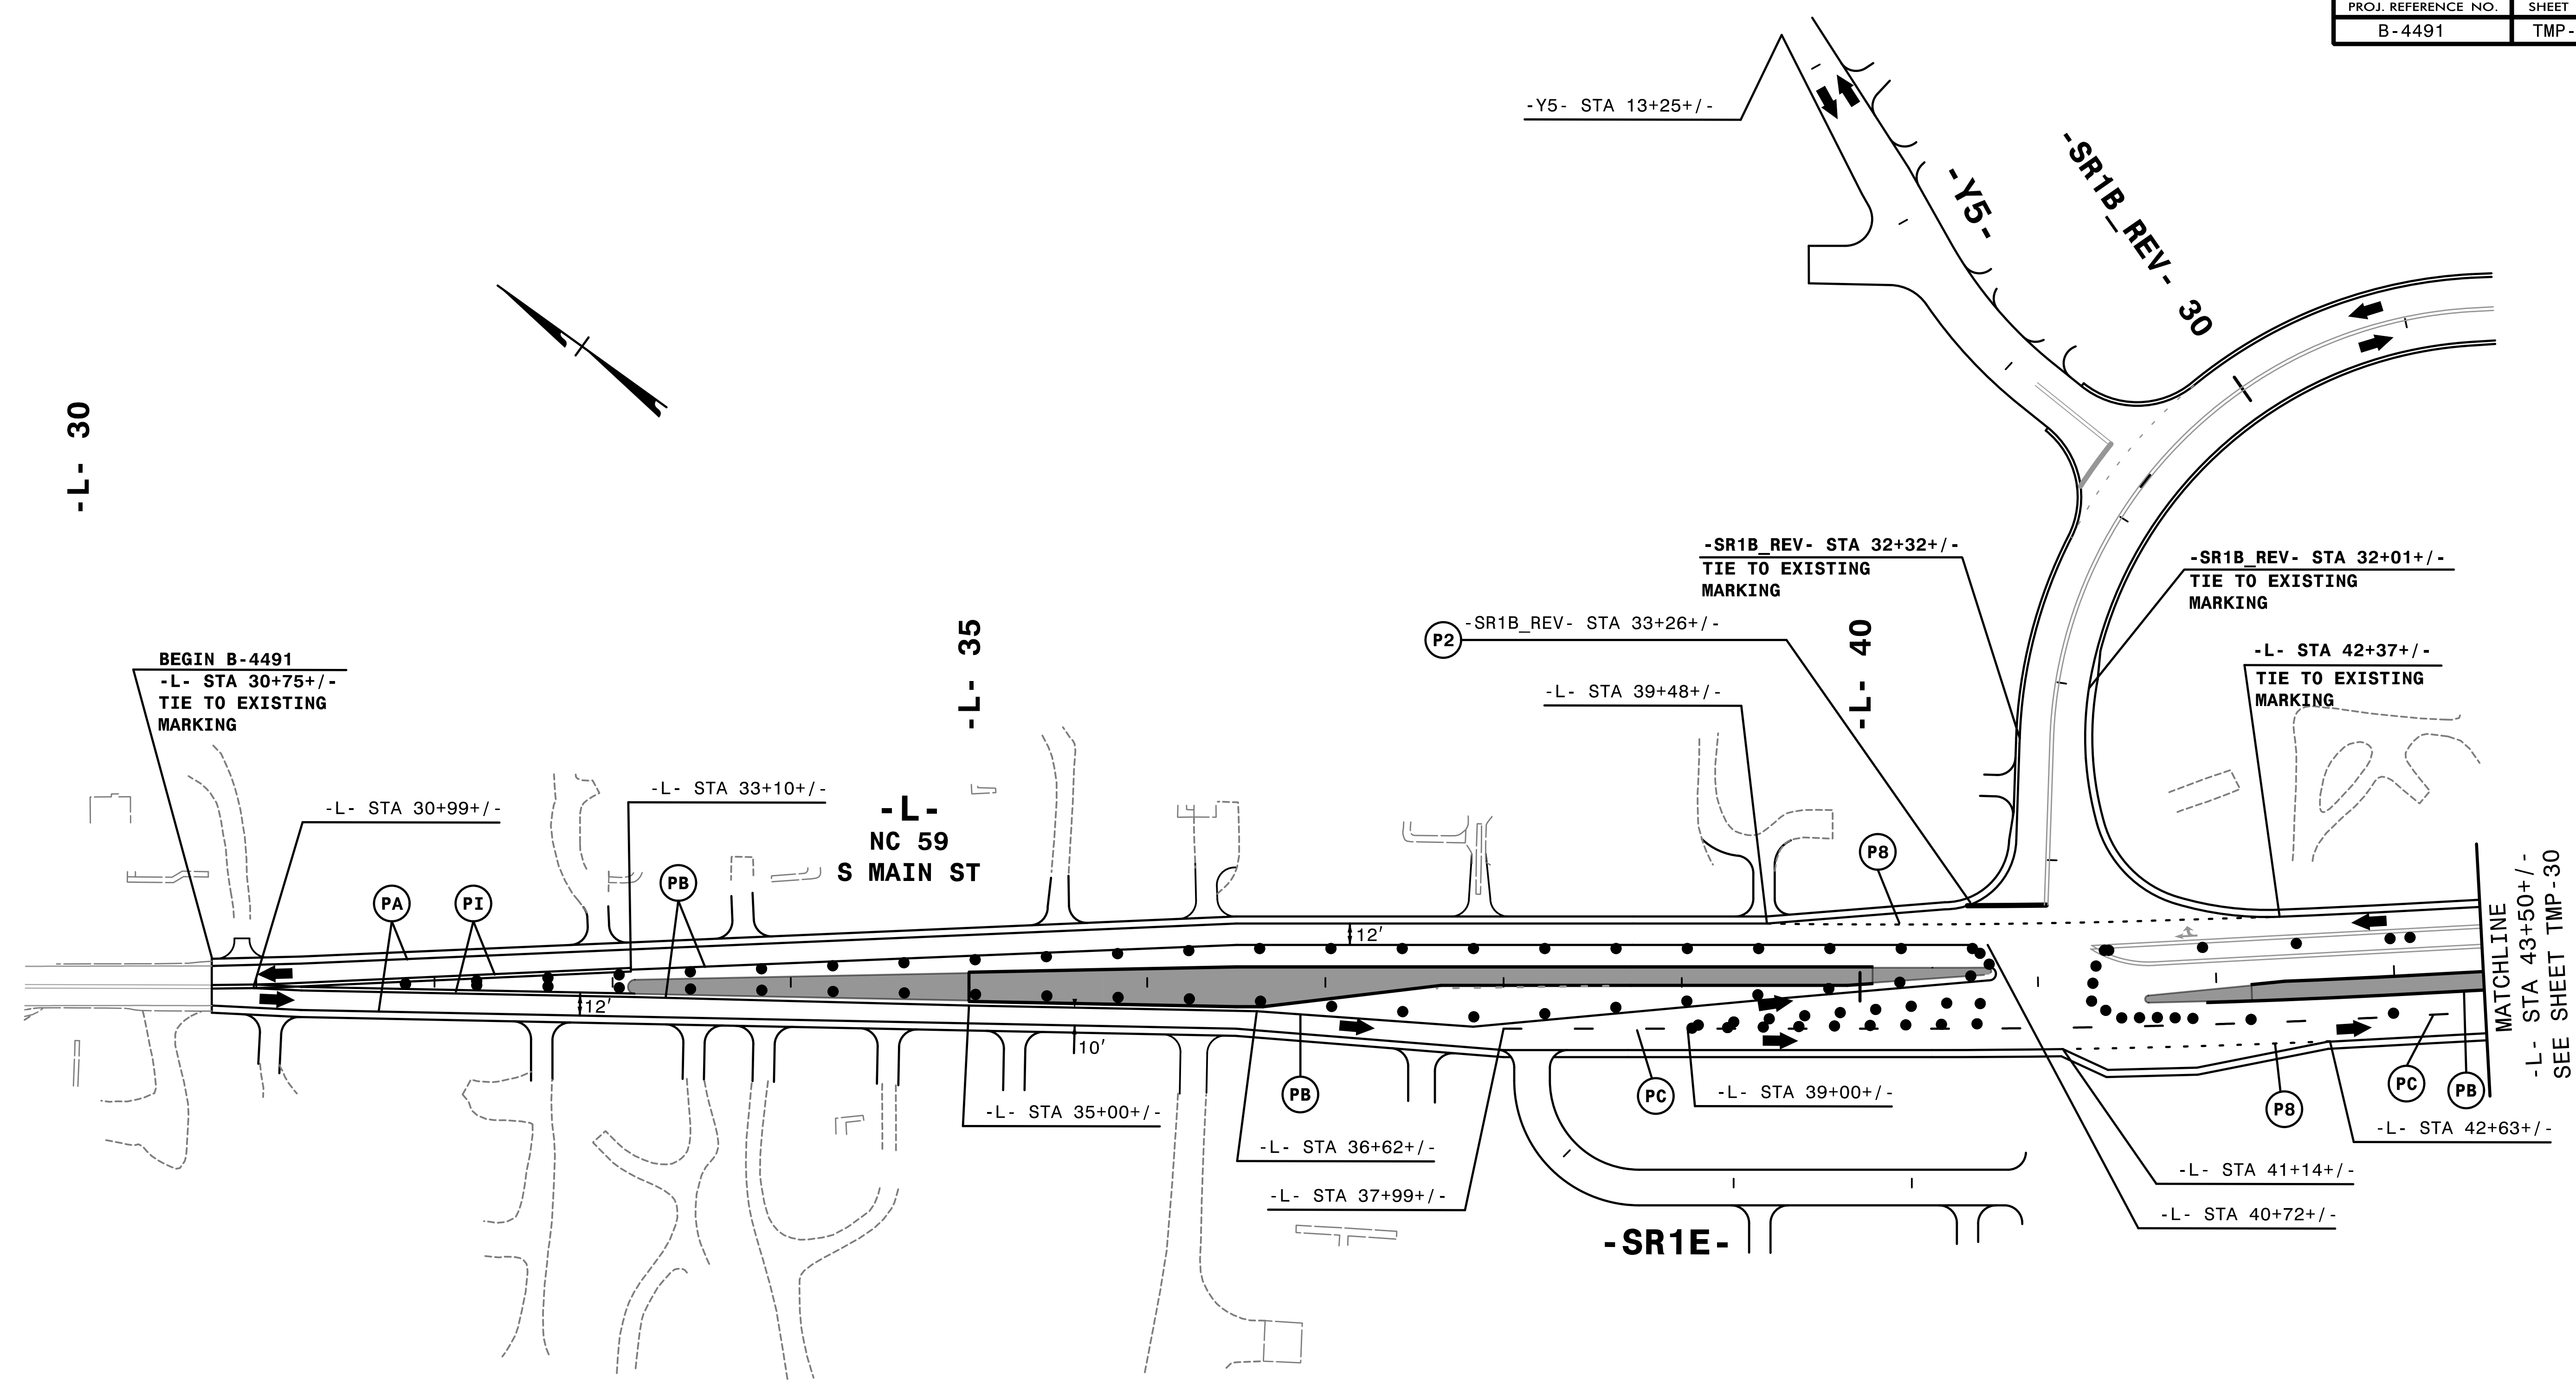 PROJ. REFERENCE NO. SHEET
B-4491 TMP-
-Y5- STA 13+25+/-
-Y5-
-SR1B_REV- 30
-L- 30
-L- 35
-L- 40
-SR1B_REV- STA 32+32+/-
TIE TO EXISTING
MARKING
-SR1B_REV- STA 32+01+/-
TIE TO EXISTING
MARKING
P2
-SR1B_REV- STA 33+26+/-
-L- STA 39+48+/-
-L- STA 42+37+/-
TIE TO EXISTING
MARKING
BEGIN B-4491
-L- STA 30+75+/-
TIE TO EXISTING
MARKING
-L- STA 30+99+/-
-L- STA 33+10+/-
-L-
NC 59
S MAIN ST
PA
PI
PB
P8
12'
12'
10'
-L- STA 35+00+/-
PB
-L- STA 36+62+/-
-L- STA 37+99+/-
PC
-L- STA 39+00+/-
-SR1E-
P8
PC
PB
-L- STA 42+63+/-
-L- STA 41+14+/-
-L- STA 40+72+/-
MATCHLINE
-L- STA 43+50+/-
SEE SHEET TMP-30